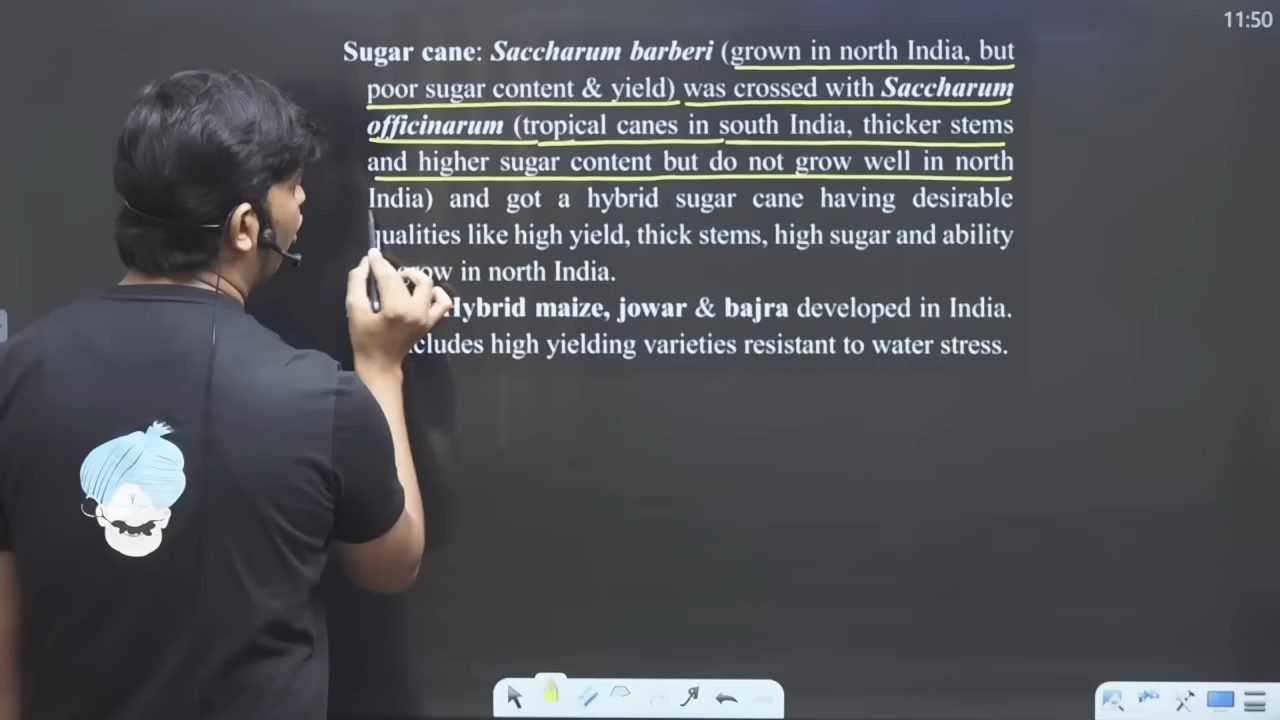 11:50
Sugar cane: Saccharum barberi (grown in north India, but
poor sugar content & yield) was crossed with Saccharum
officinarum (tropical canes in south India, thicker stems
and higher sugar content but do not grow well in north
India) and got a hybrid sugar cane having desirable
qualities like high yield, thick stems, high sugar and ability
grow in north India.
Hybrid maize, jowar & bajra developed in India.
cludes high yielding varieties resistant to water stress.